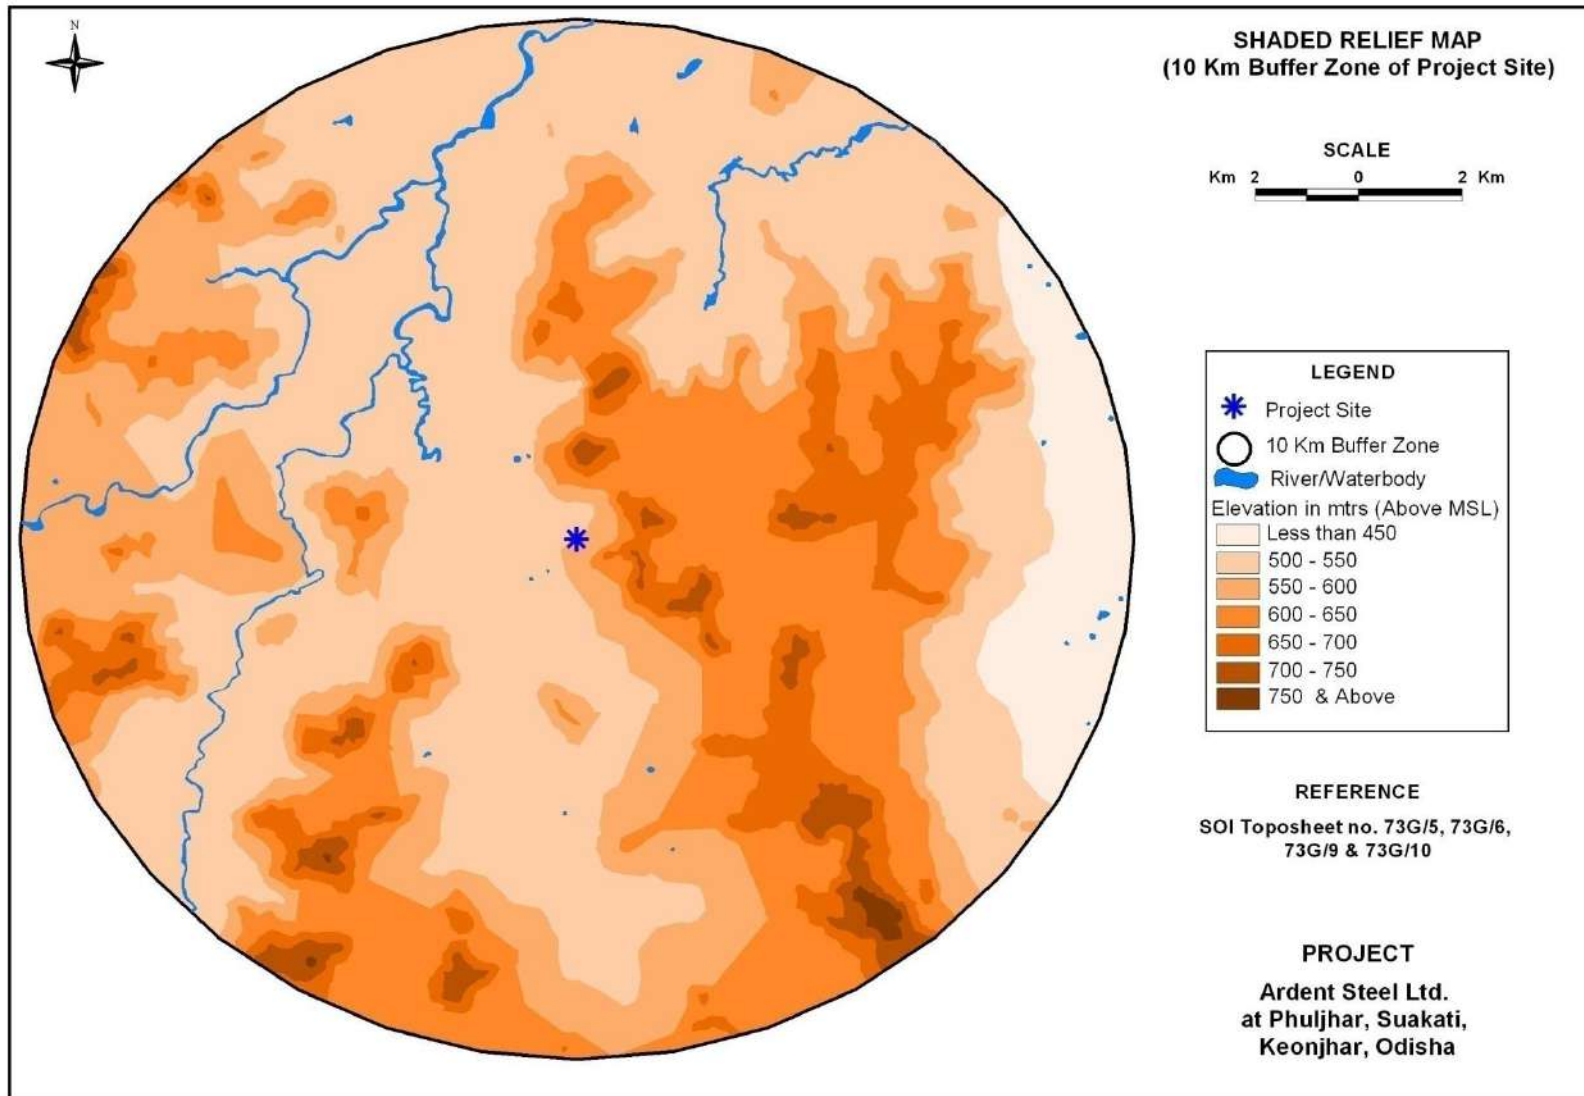 N
SHADED RELIEF MAP
(10 Km Buffer Zone of Project Site)
SCALE
Km 2 0 2 Km
LEGEND
Project Site
10 Km Buffer Zone
River/Waterbody
Elevation in mtrs (Above MSL)
Less than 450
500 - 550
550 - 600
600 - 650
650 - 700
700 - 750
750 & Above
REFERENCE
SOI Toposheet no. 73G/5, 73G/6,
73G/9 & 73G/10
PROJECT
Ardent Steel Ltd.
at Phuljhar, Suakati,
Keonjhar, Odisha